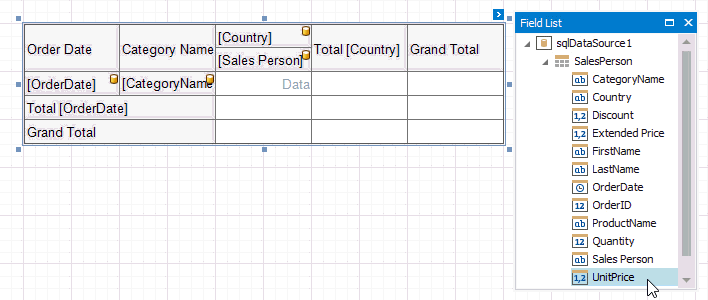 Order Date Category Name [Country] Total [Country] Grand Total
[Sales Person]
[OrderDate] [CategoryName Data
Total [OrderDate]
Grand Total
Field List
sqlDataSource1
SalesPerson
ab CategoryName
ab Country
1,2 Discount
1,2 Extended Price
ab FirstName
ab LastName
OrderDate
12 OrderID
ab ProductName
12 Quantity
ab Sales Person
1,2 UnitPrice